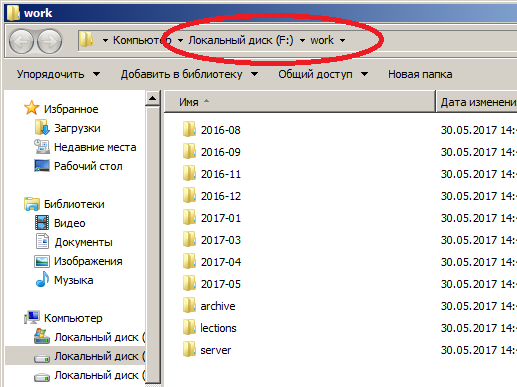 work
Компьютер Локальный диск (F:) work
Упорядочить Добавить в библиотеку Общий доступ Новая папка
Избранное
Загрузки
Недавние места
Рабочий стол
Библиотеки
Видео
Документы
Изображения
Музыка
Компьютер
Локальный диск (
Локальный диск (
Локальный диск (
Имя Дата изменени
2016-08 30.05.2017 14:
2016-09 30.05.2017 14:
2016-11 30.05.2017 14:
2016-12 30.05.2017 14:
2017-01 30.05.2017 14:
2017-03 30.05.2017 14:
2017-04 30.05.2017 14:
2017-05 30.05.2017 14:
archive 30.05.2017 14:
lections 30.05.2017 14:
server 30.05.2017 14: